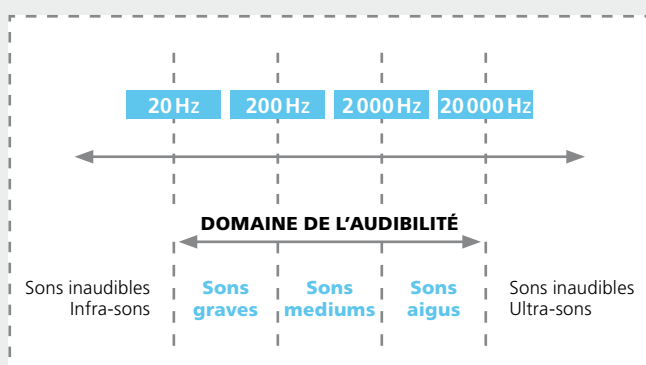 20 Hz 200 Hz 2 000 Hz 20 000 Hz
DOMAINE DE L'AUDIBILITÉ
Sons inaudibles Sons Sons Sons Sons inaudibles
Infra-sons graves mediums aigus Ultra-sons